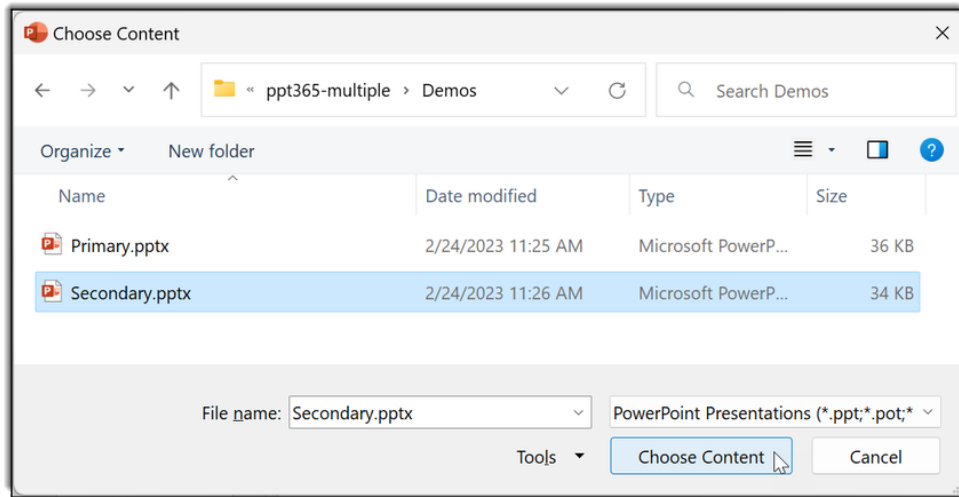 Choose Content
« ppt365-multiple › Demos
Search Demos
Organize
New folder
Name Date modified Type Size
Primary.pptx 2/24/2023 11:25 AM Microsoft PowerP... 36 KB
Secondary.pptx 2/24/2023 11:26 AM Microsoft PowerP... 34 KB
File name: Secondary.pptx PowerPoint Presentations (*.ppt;*.pot;*
Tools Choose Content Cancel